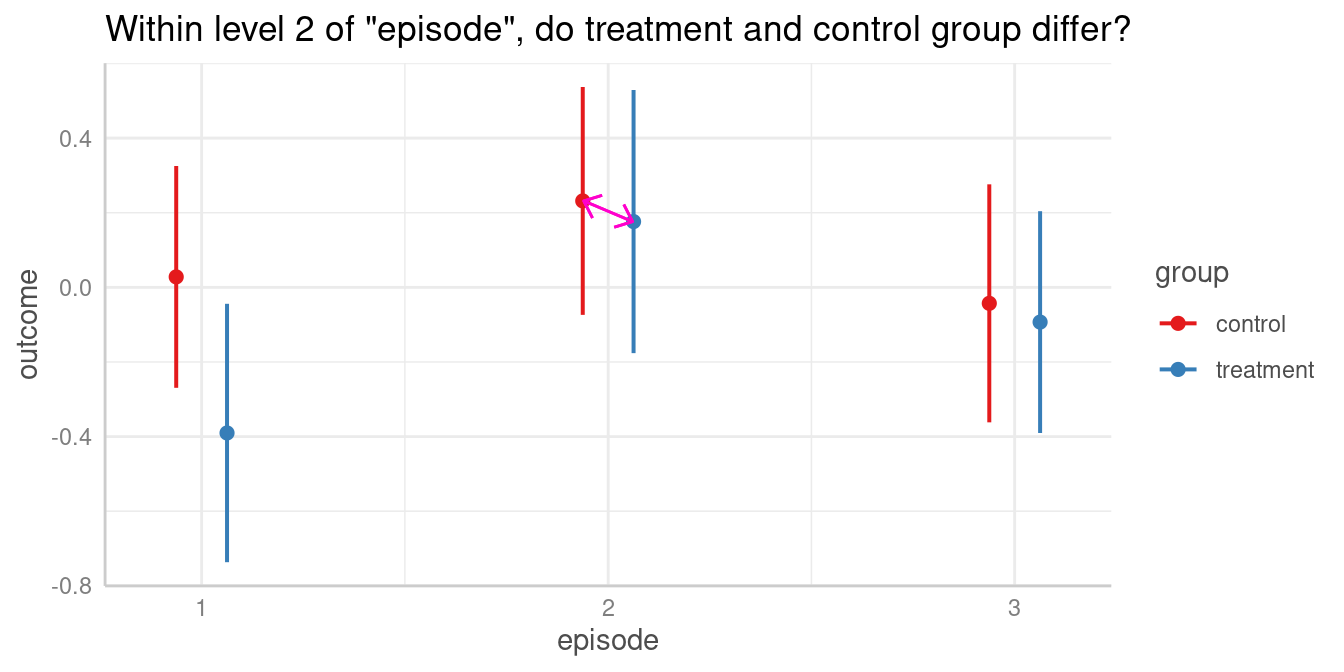 Within level 2 of "episode", do treatment and control group differ?
outcome
0.4
0.0
-0.4
-0.8
1
2
3
episode
group
control
treatment